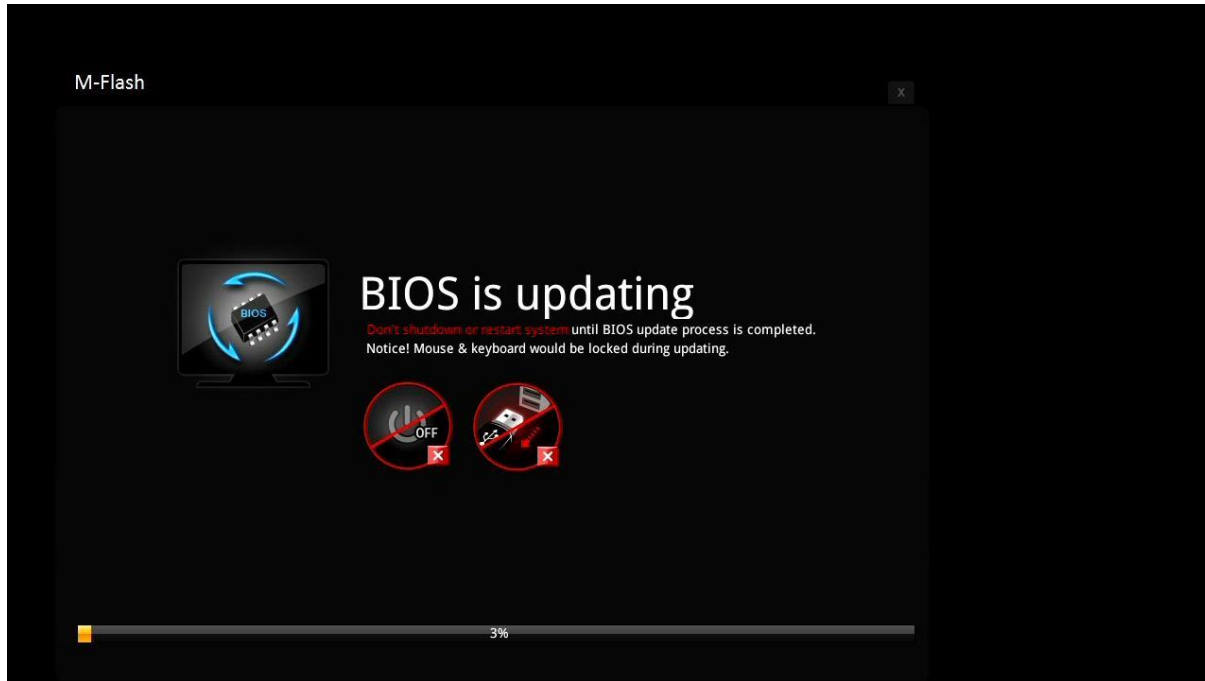 M-Flash
X
BIOS
BIOS is updating
Don't shutdown or restart system until BIOS update process is completed.
Notice! Mouse & keyboard would be locked during updating.
OFF
3%